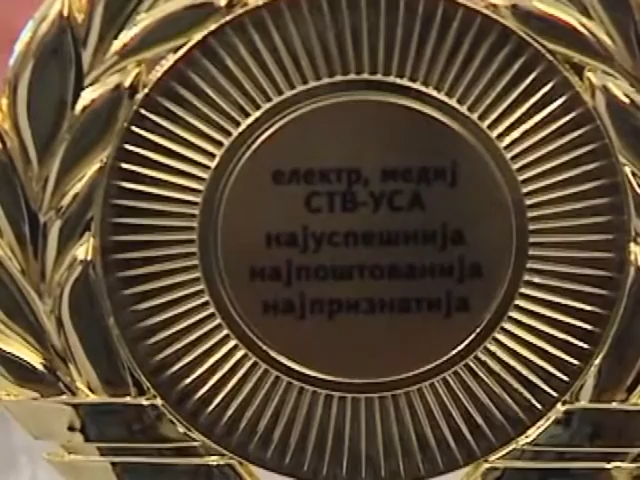 електр, медиј
СТВ-УСА
најуспешнија
најпоштованија
најпризнатија